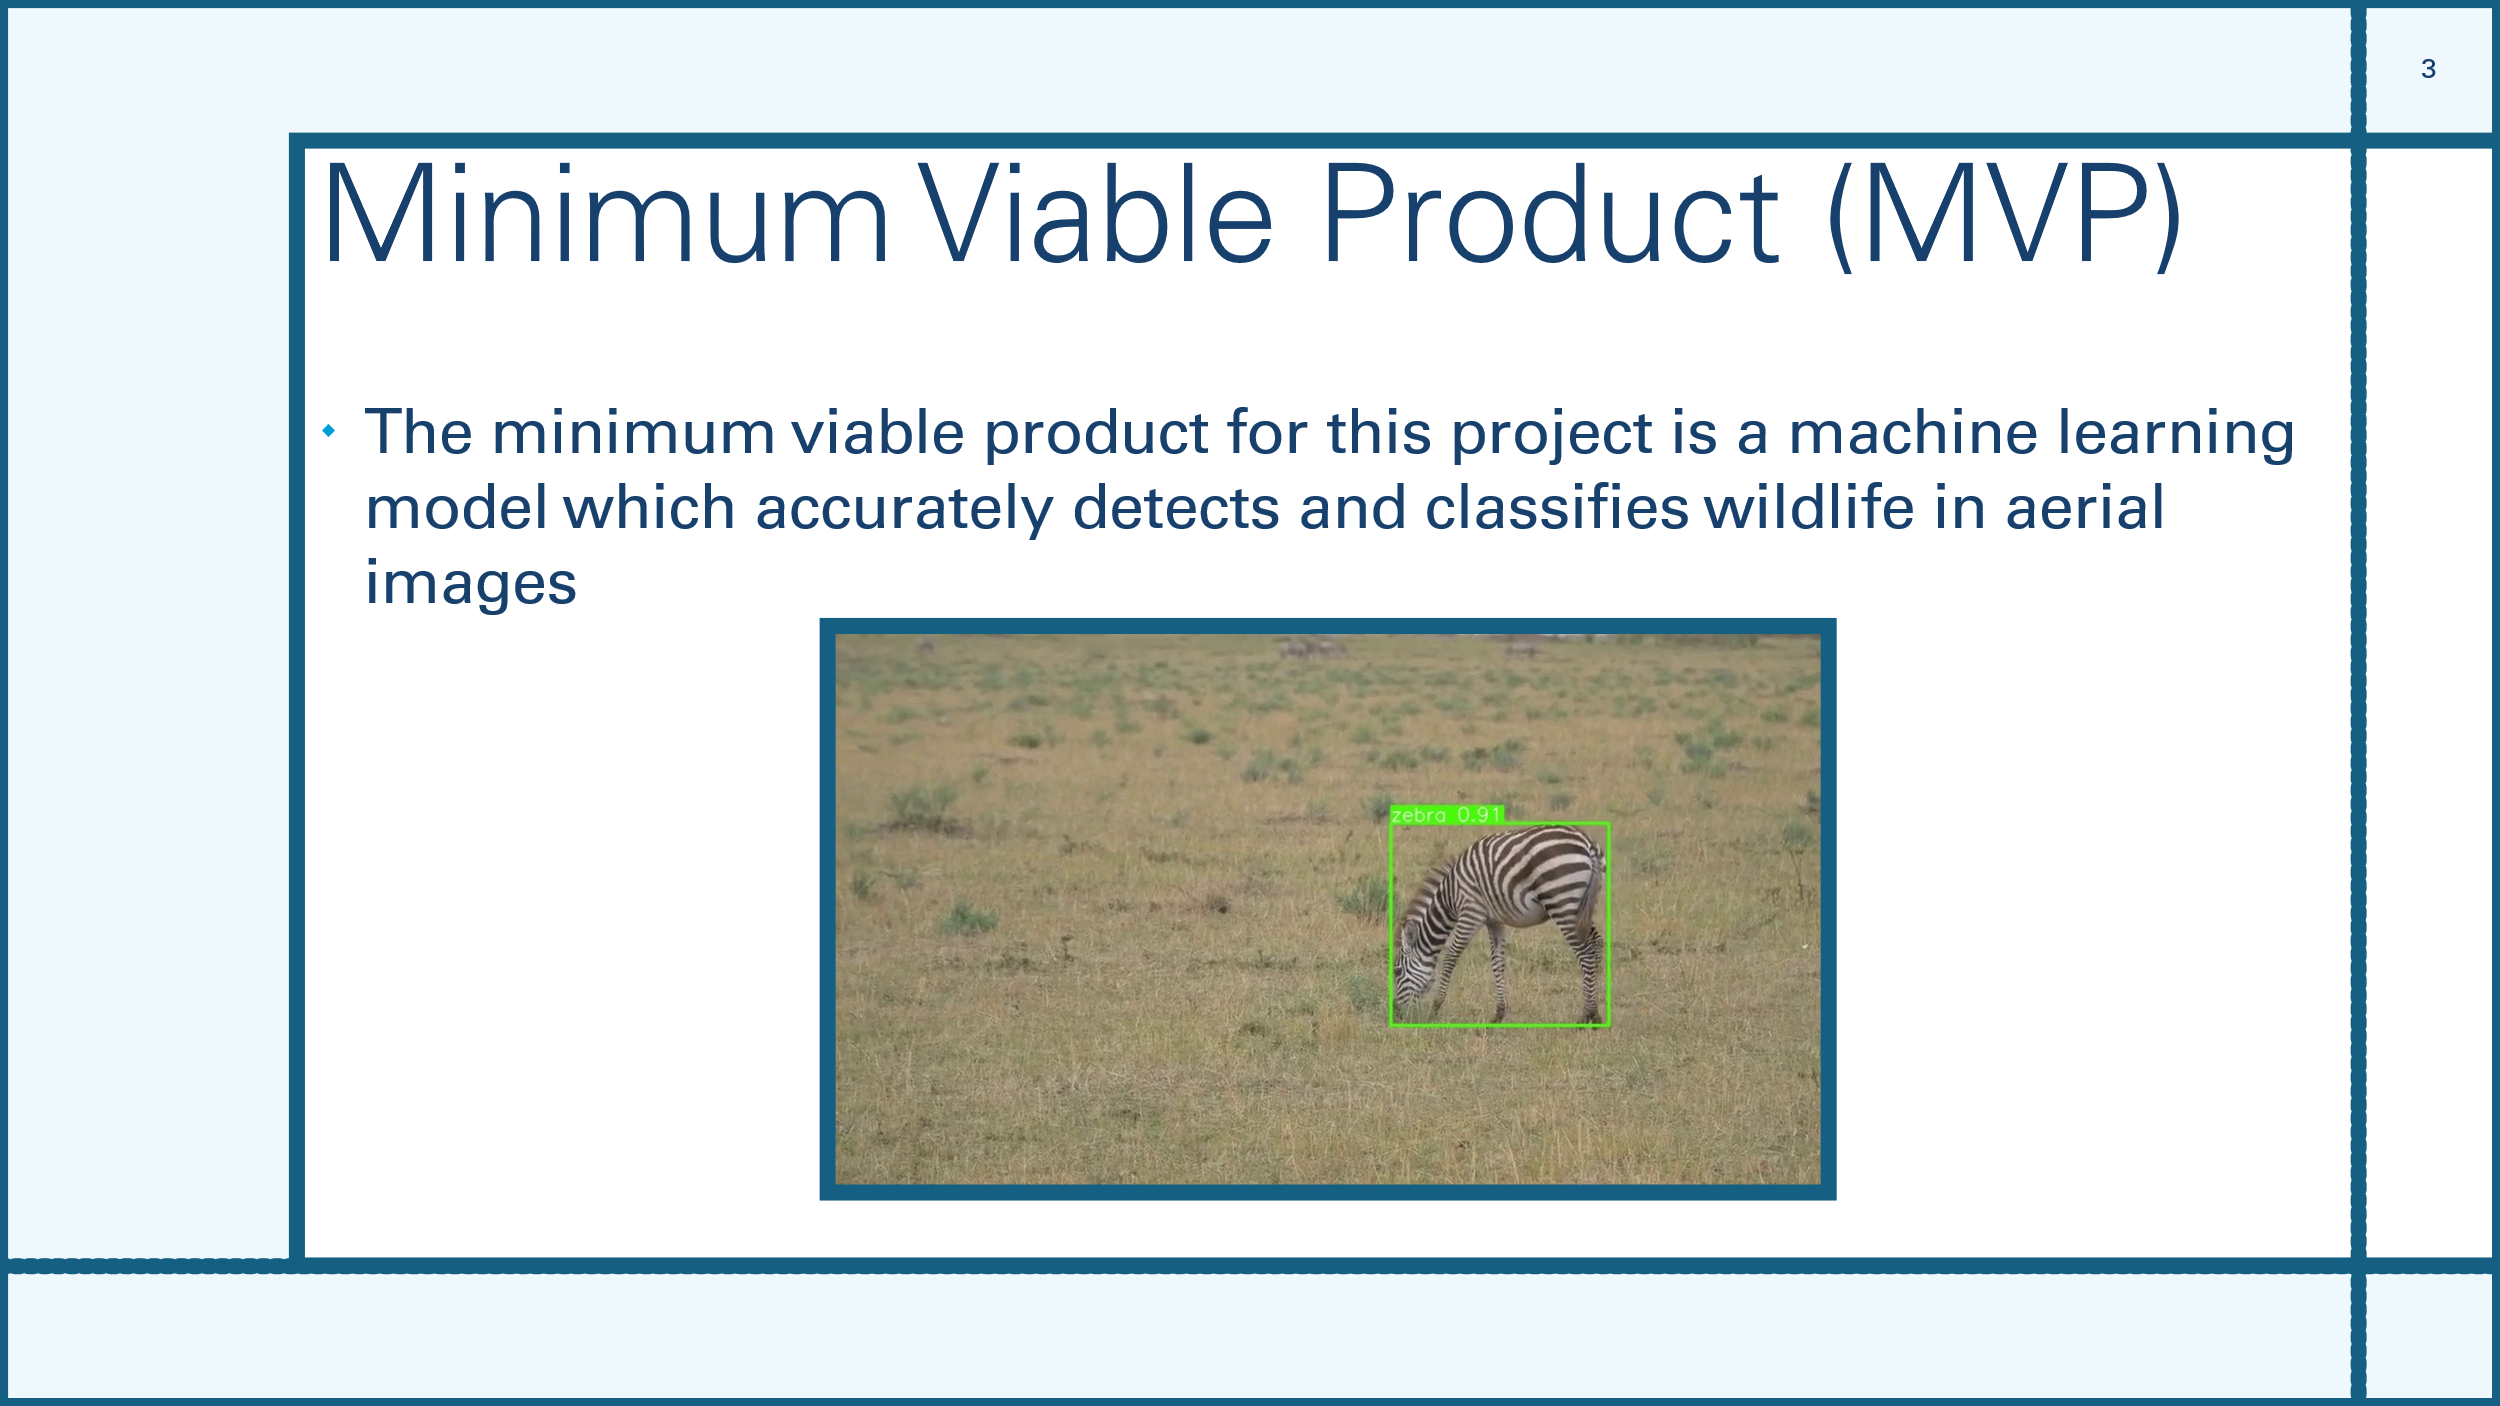 3
Minimum Viable Product (MVP)
The minimum viable product for this project is a machine learning
model which accurately detects and classifies wildlife in aerial
images
zebra 0.91